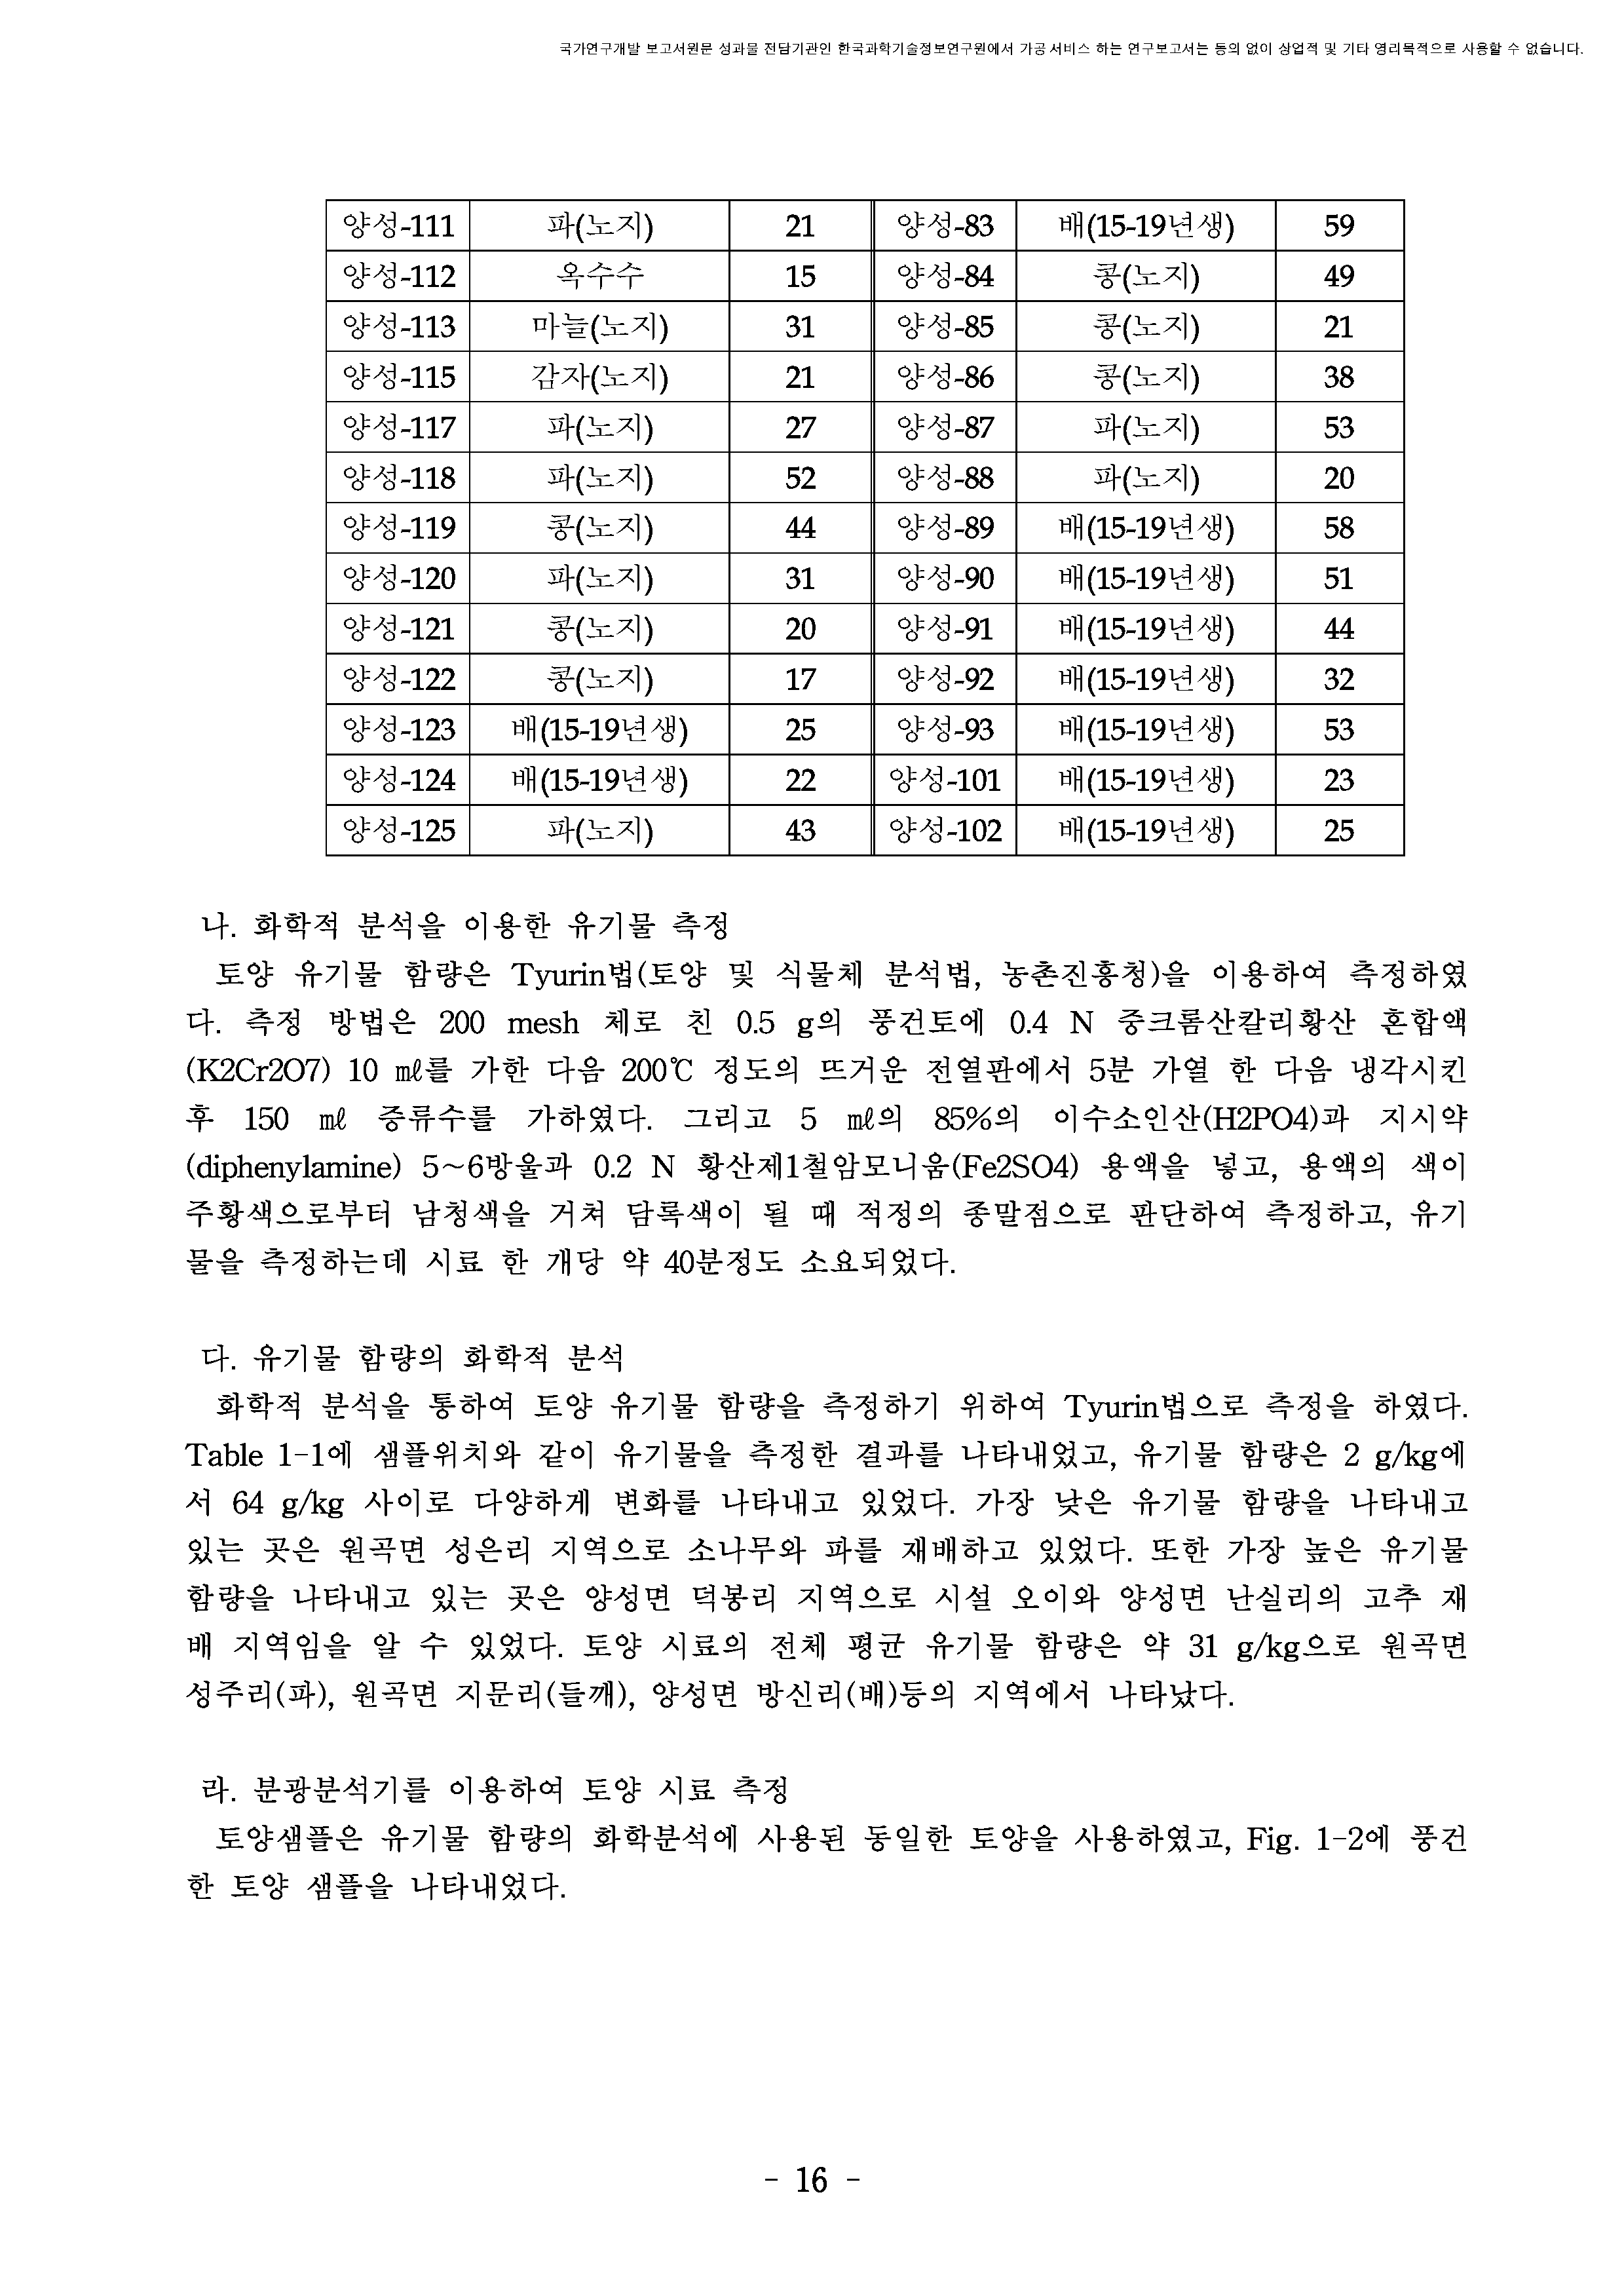 국가연구개발 보고서원문 성과물 전담기관인 한국과학기술정보연구원에서 가공·서비스 하는 연구보고서는 동의 없이 상업적 및 기타 영리목적으로 사용할 수 없습니다.
양성-111 파(노지) 21 양성-83 배(15-19년생) 59
양성-112 옥수수 15 양성-84 콩(노지) 49
양성-113 마늘(노지) 31 양성-85 콩(노지) 21
양성-115 감자(노지) 21 양성-86 콩(노지) 38
양성-117 파(노지) 27 양성-87 파(노지) 53
양성-118 파(노지) 52 양성-88 파(노지) 20
양성-119 콩(노지) 44 양성-89 배(15-19년생) 58
양성-120 파(노지) 31 양성-90 배(15-19년생) 51
양성-121 콩(노지) 20 양성-91 배(15-19년생) 44
양성-122 콩(노지) 17 양성-92 배(15-19년생) 32
양성-123 배(15-19년생) 25 양성-93 배(15-19년생) 53
양성-124 배(15-19년생) 22 양성-101 배(15-19년생) 23
양성-125 파(노지) 43 양성-102 배(15-19년생) 25
나. 화학적 분석을 이용한 유기물 측정
토양 유기물 함량은 Tyurin법(토양 및 식물체 분석법, 농촌진흥청)을 이용하여 측정하였
다. 측정 방법은 200 mesh 체로 친 0.5 g의 풍건토에 0.4 N 중크롬산칼리황산 혼합액
(K2Cr2O7) 10 ㎖를 가한 다음 200℃ 정도의 뜨거운 전열판에서 5분 가열 한 다음 냉각시킨
후 150 ㎖ 증류수를 가하였다. 그리고 5 ㎖의 85%의 이수소인산(H2PO4)과 지시약
(diphenylamine) 5~6방울과 0.2 N 황산제1철암모니움(Fe2SO4) 용액을 넣고, 용액의 색이
주황색으로부터 남청색을 거쳐 담록색이 될 때 적정의 종말점으로 판단하여 측정하고, 유기
물을 측정하는데 시료 한 개당 약 40분정도 소요되었다.
다. 유기물 함량의 화학적 분석
화학적 분석을 통하여 토양 유기물 함량을 측정하기 위하여 Tyurin법으로 측정을 하였다.
Table 1-1에 샘플위치와 같이 유기물을 측정한 결과를 나타내었고, 유기물 함량은 2 g/kg에
서 64 g/kg 사이로 다양하게 변화를 나타내고 있었다. 가장 낮은 유기물 함량을 나타내고
있는 곳은 원곡면 성은리 지역으로 소나무와 파를 재배하고 있었다. 또한 가장 높은 유기물
함량을 나타내고 있는 곳은 양성면 덕봉리 지역으로 시설 오이와 양성면 난실리의 고추 재
배 지역임을 알 수 있었다. 토양 시료의 전체 평균 유기물 함량은 약 31 g/kg으로 원곡면
성주리(파), 원곡면 지문리(들깨), 양성면 방신리(배)등의 지역에서 나타났다.
라. 분광분석기를 이용하여 토양 시료 측정
토양샘플은 유기물 함량의 화학분석에 사용된 동일한 토양을 사용하였고, Fig. 1-2에 풍건
한 토양 샘플을 나타내었다.
- 16 -